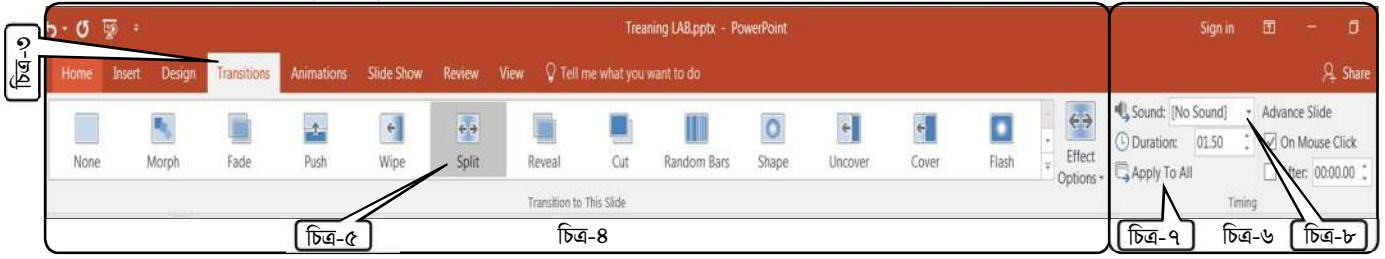 Treaning LAB.pptx - PowerPoint
Sign in
চিত্র-৩
Home Insert Design Transitions Animations Slide Show Review View Tell me what you want to do
Share
Sound: [No Sound] Advance Slide
Duration: 01.50 On Mouse Click
Apply To All After: 00:00.00
None Morph Fade Push Wipe Split Reveal Cut Random Bars Shape Uncover Cover Flash Effect Options
Transition to This Slide
Timing
চিত্র-৫
চিত্র-৪
চিত্র-৭
চিত্র-৬
চিত্র-৮